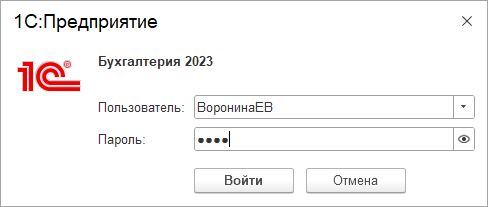 1С:Предприятие
1С®
Бухгалтерия 2023
Пользователь: ВоронинаЕВ
Пароль: ●●●●
Войти Отмена